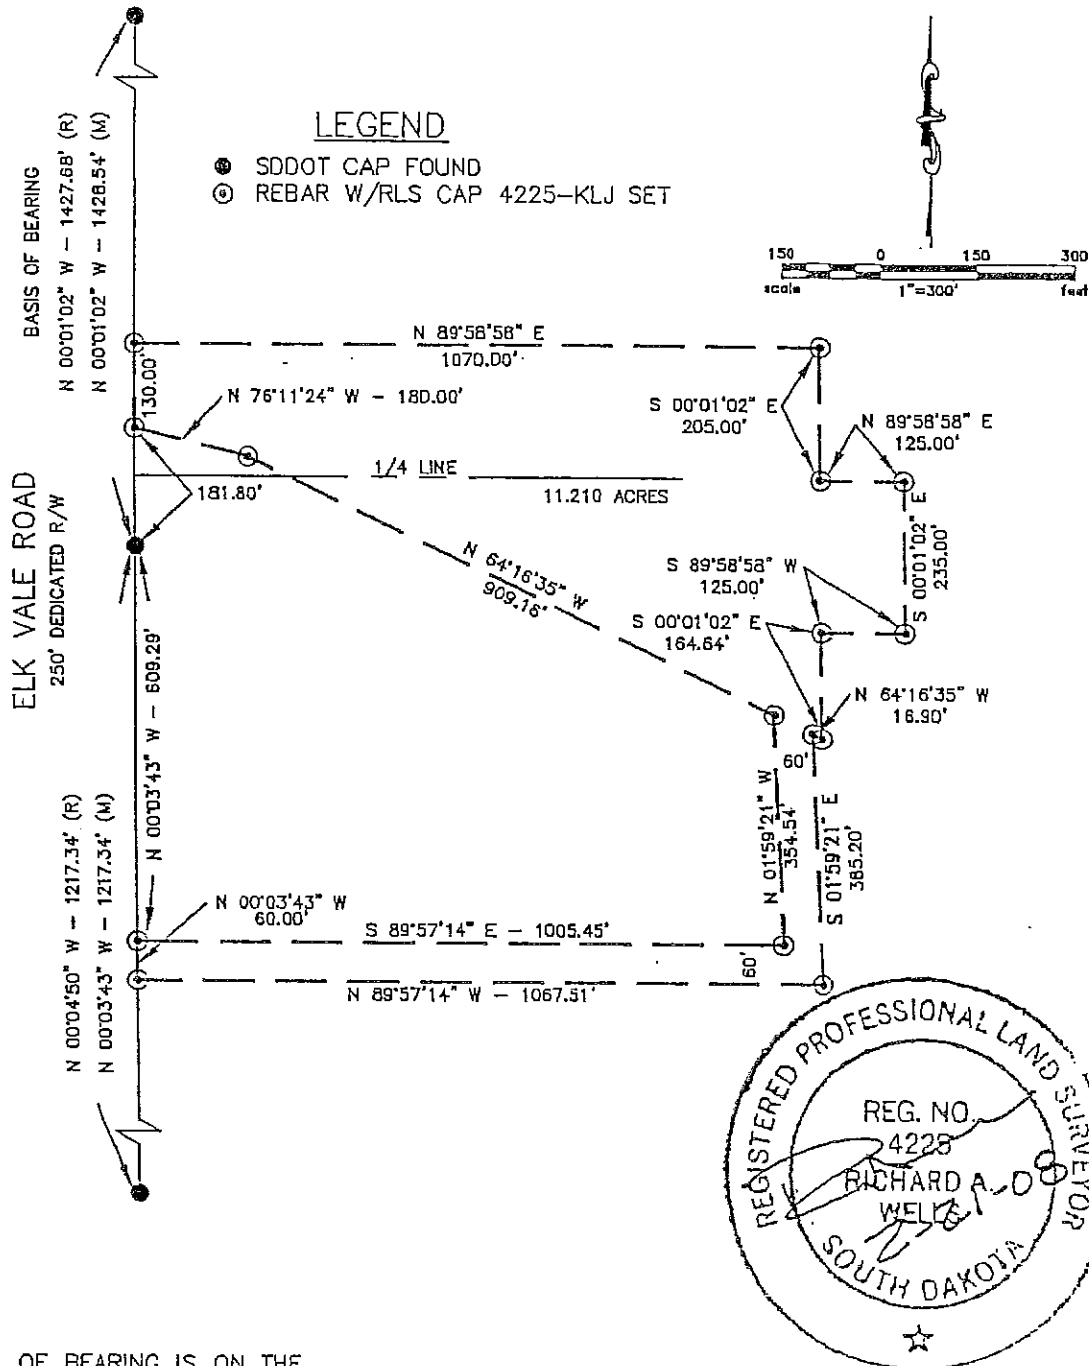 LEGEND
SDDOT CAP FOUND
REBAR W/RLS CAP 4225-KLJ SET
150 0 150 300
scale 1"=300' feet
BASIS OF BEARING
N 00°01'02" W - 1427.68' (R)
N 00°01'02" W - 1428.54' (M)
N 89°58'58" E
1070.00'
130.00'
N 76°11'24" W - 180.00'
S 00°01'02" E
205.00'
N 89°58'58" E
125.00'
1/4 LINE
181.80'
11.210 ACRES
ELK VALE ROAD
250' DEDICATED R/W
N 64°16'35" W
909.16'
S 00°01'02" E
235.00'
S 89°58'58" W
125.00'
S 00°01'02" E
164.64'
N 64°16'35" W
16.90'
60'
N 00°03'43" W - 609.29'
N 01°59'21" W
354.54'
S 01°59'21" E
385.20'
N 00°04'50" W - 1217.34' (R)
N 00°03'43" W - 1217.34' (M)
N 00°03'43" W
60.00'
S 89°57'14" E - 1005.45'
60'
N 89°57'14" W - 1067.51'
REGISTERED PROFESSIONAL LAND SURVEYOR
REG. NO.
4225
RICHARD A.
WELLS
SOUTH DAKOTA
OF BEARING IS ON THE